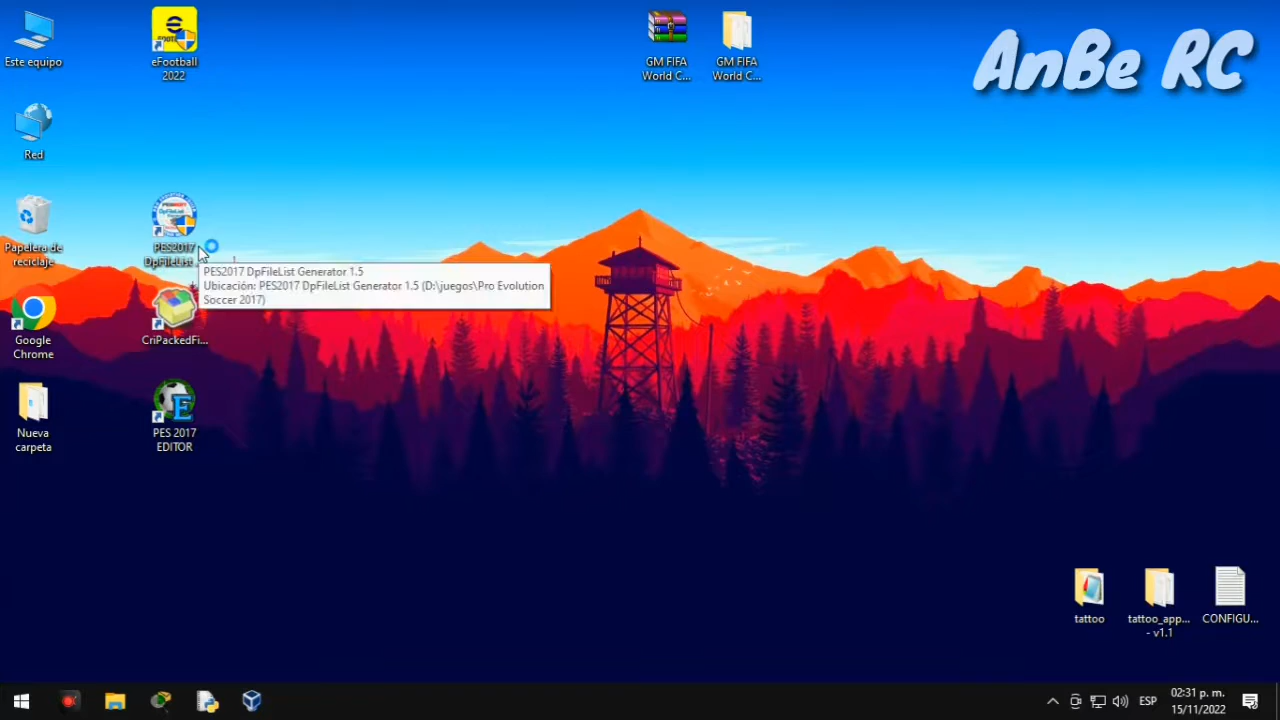 AnBe RC
Este equipo
eFootball
2022
GM FIFA
World C...
GM FIFA
World C...
Red
Papelera de
reciclaje
PES2017
DpFileList ...
PES2017 DpFileList Generator 1.5
Ubicación: PES2017 DpFileList Generator 1.5 (D:\juegos\Pro Evolution
Soccer 2017)
Google
Chrome
CriPackedFi...
Nueva
carpeta
PES 2017
EDITOR
tattoo
tattoo_app...
- v1.1
CONFIGU...
ESP
02:31 p. m.
15/11/2022